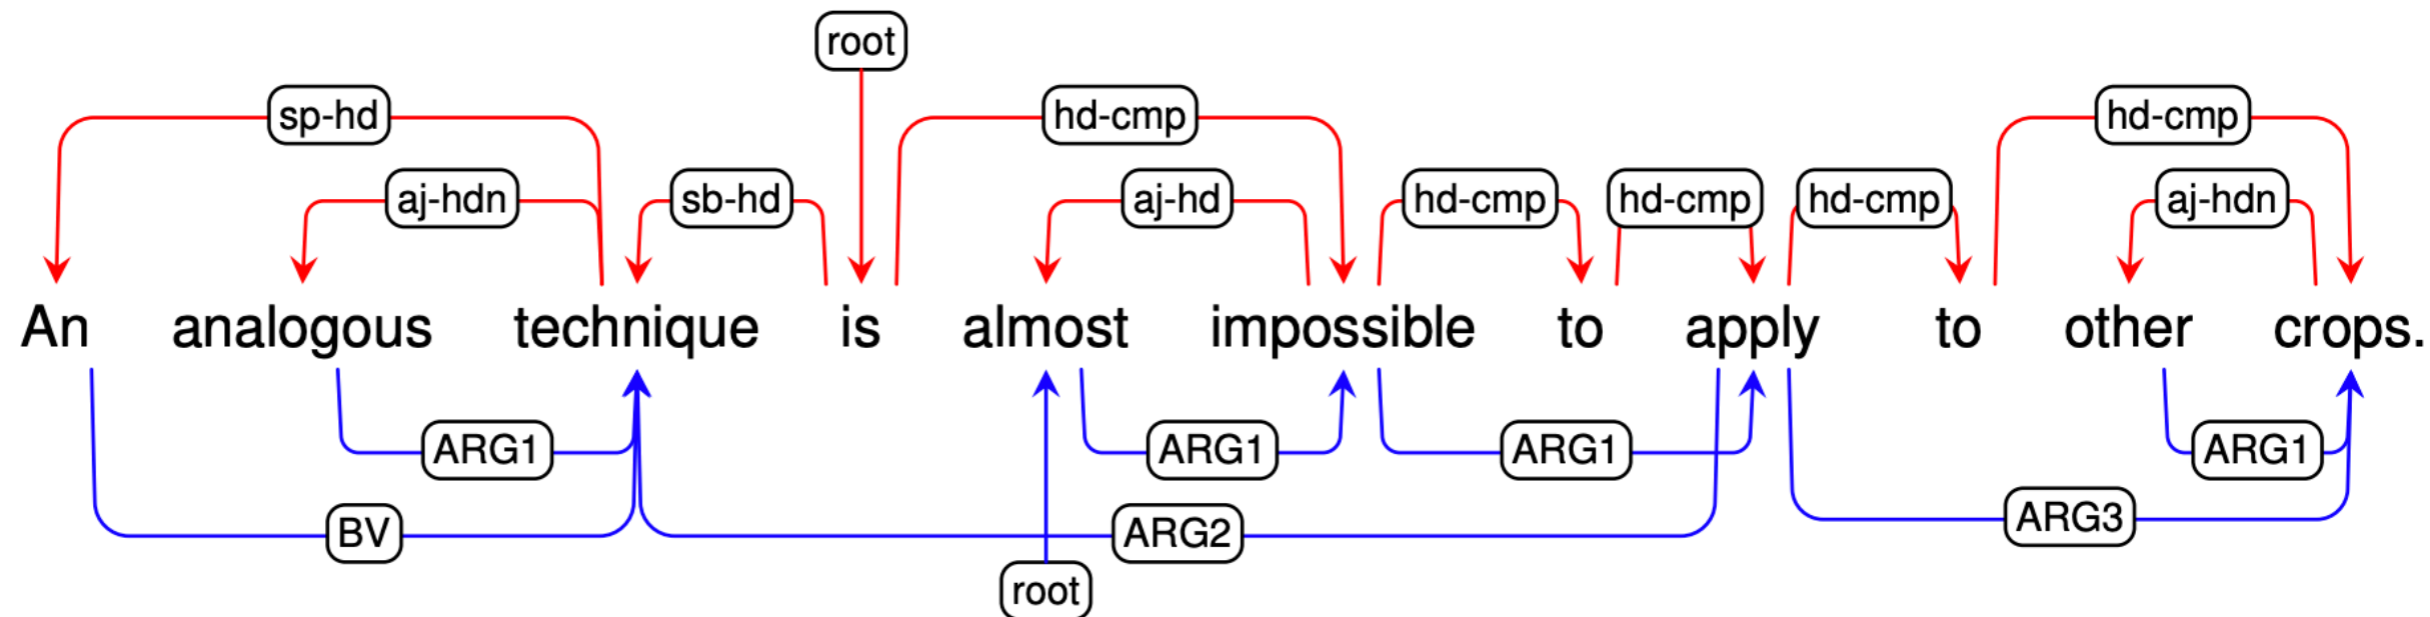 root
sp-hd hd-cmp hd-cmp
aj-hdn sb-hd aj-hd hd-cmp hd-cmp hd-cmp aj-hdn
An analogous technique is almost impossible to apply to other crops.
ARG1 ARG1 ARG1 ARG1
BV ARG2 ARG3
root